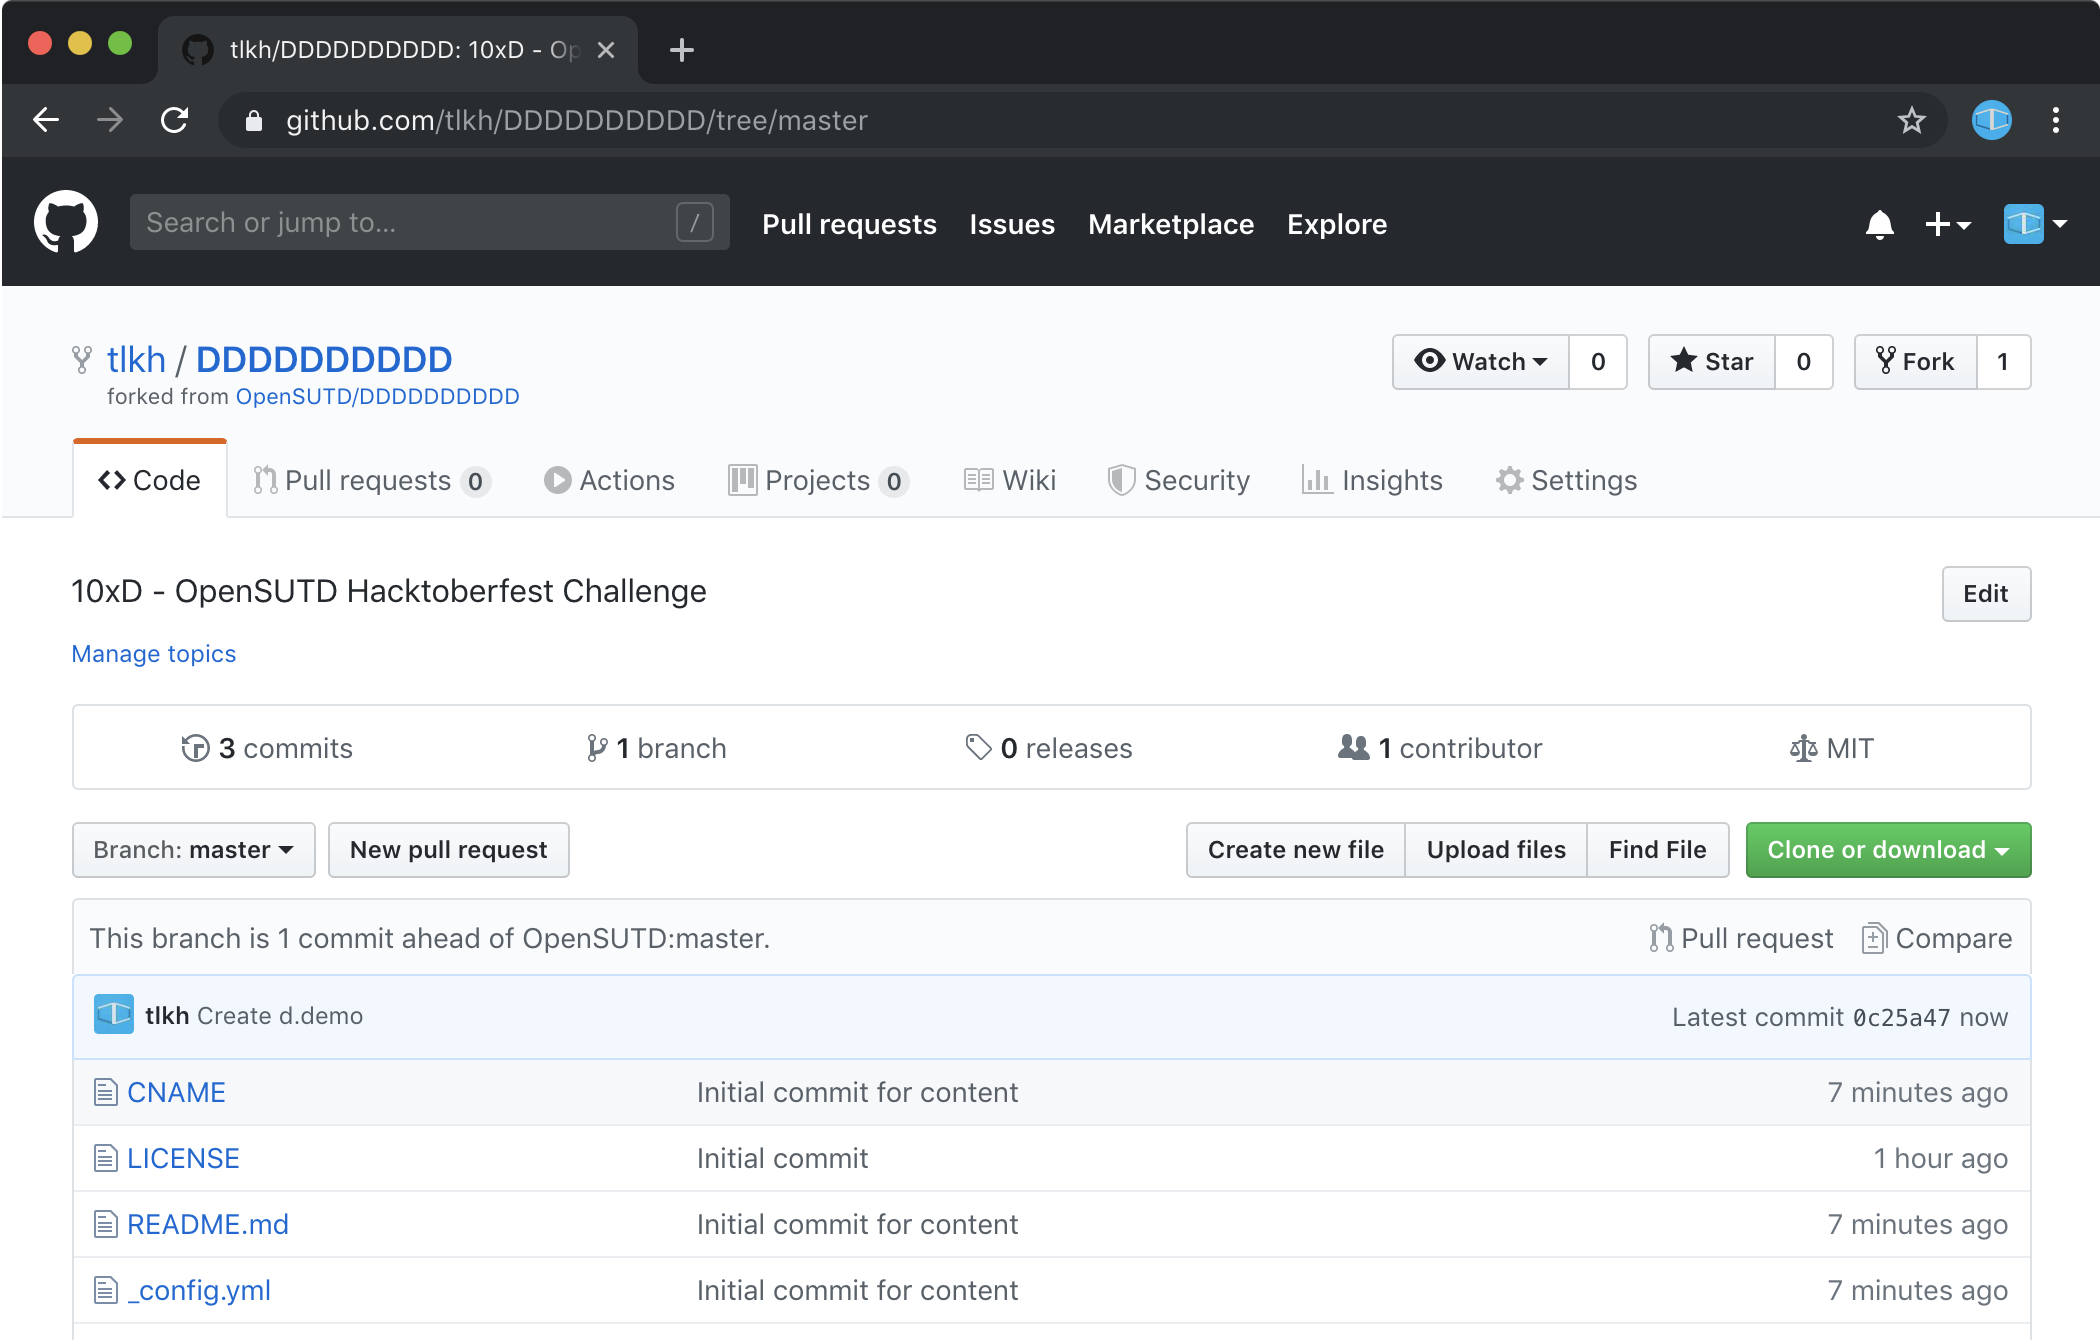 tlkh/DDDDDDDDDD: 10xD - Op
github.com/tlkh/DDDDDDDDDD/tree/master
Search or jump to... /
Pull requests Issues Marketplace Explore
tlkh / DDDDDDDDDD
Watch 0 Star 0 Fork 1
forked from OpenSUTD/DDDDDDDDDD
Code Pull requests 0 Actions Projects 0 Wiki Security Insights Settings
10xD - OpenSUTD Hacktoberfest Challenge
Edit
Manage topics
3 commits 1 branch 0 releases 1 contributor MIT
Branch: master New pull request Create new file Upload files Find File Clone or download
This branch is 1 commit ahead of OpenSUTD:master. Pull request Compare
tlkh Create d.demo Latest commit 0c25a47 now
CNAME Initial commit for content 7 minutes ago
LICENSE Initial commit 1 hour ago
README.md Initial commit for content 7 minutes ago
_config.yml Initial commit for content 7 minutes ago